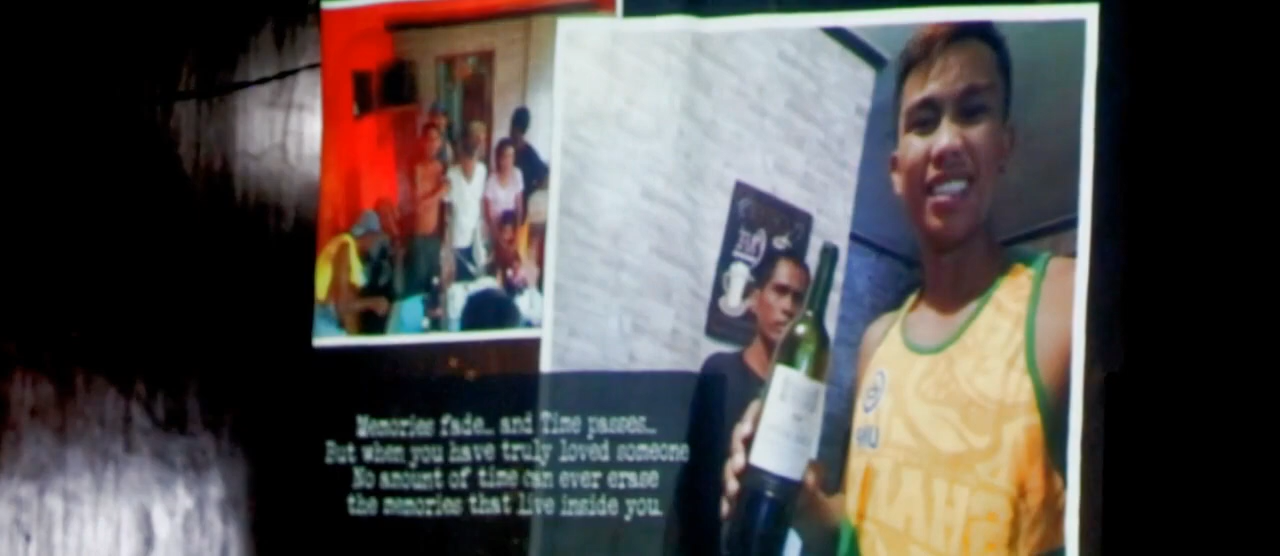 Memories fade... and Time passes...
But when you have truly loved someone
No amount of time can ever erase
the memories that live inside you.